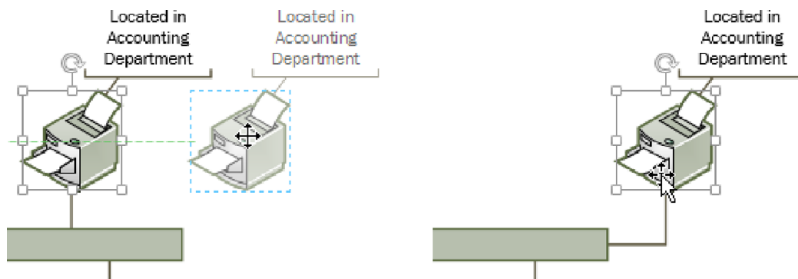 Located in
Accounting
Department
Located in
Accounting
Department
Located in
Accounting
Department